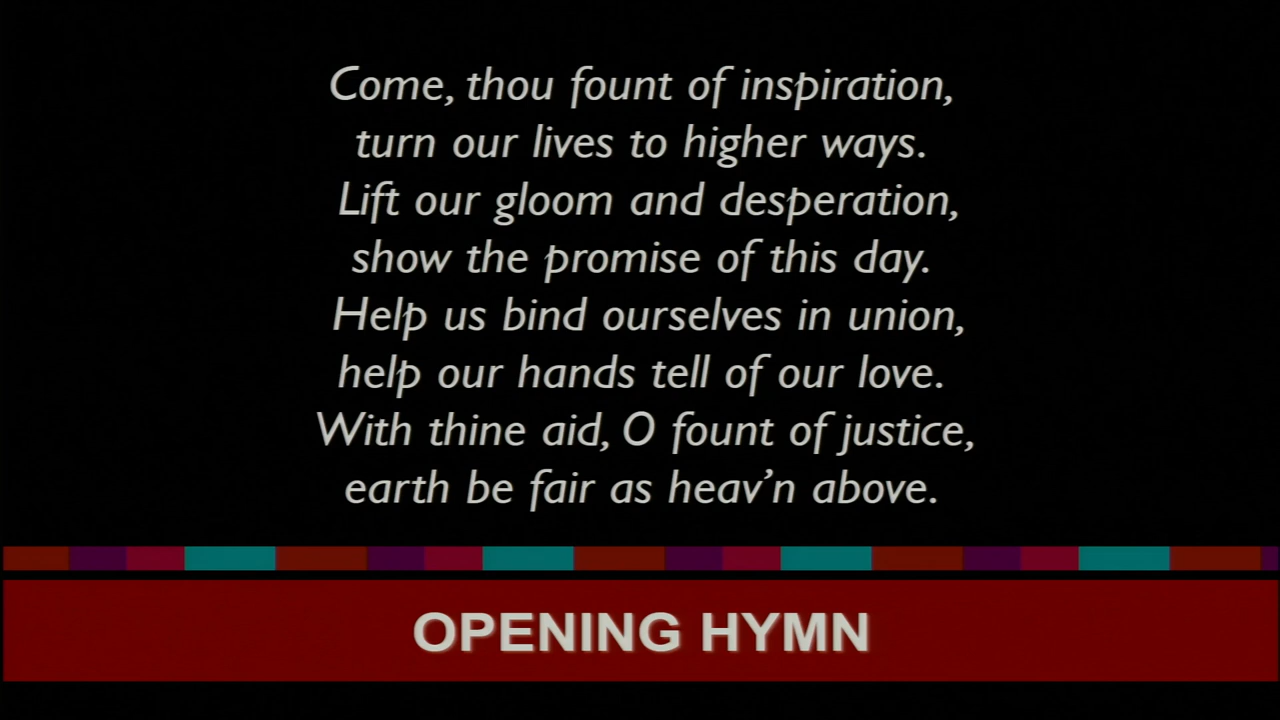 Come, thou fount of inspiration,
turn our lives to higher ways.
Lift our gloom and desperation,
show the promise of this day.
Help us bind ourselves in union,
help our hands tell of our love.
With thine aid, O fount of justice,
earth be fair as heav’n above.
OPENING HYMN